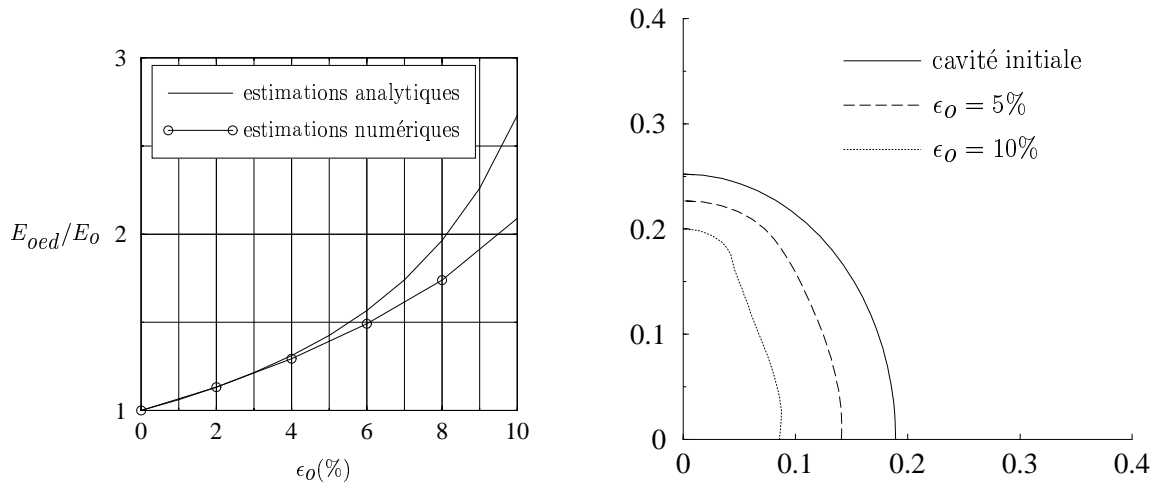 3
estimations analytiques
estimations numériques
E_oed/E_o
2
1
0 2 4 6 8 10
ϵ_o(%)
0.4
cavité initiale
ϵ_o = 5%
ϵ_o = 10%
0.3
0.2
0.1
0
0 0.1 0.2 0.3 0.4